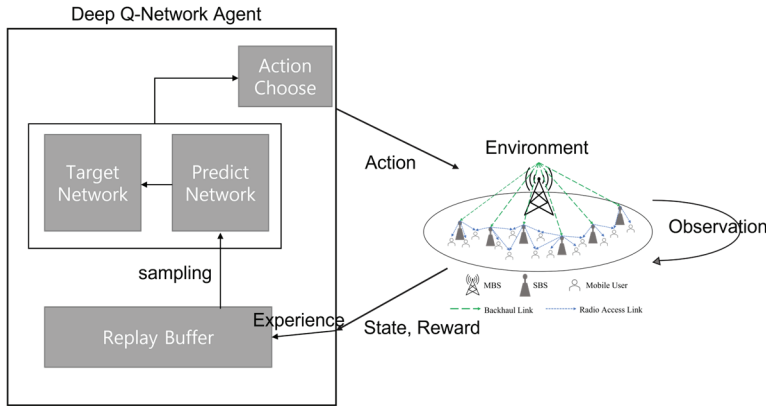 Deep Q-Network Agent
Action
Choose
Target
Network
Predict
Network
Action
Environment
Observation
sampling
MBS
SBS
Mobile User
Backhaul Link
Radio Access Link
Experience
State, Reward
Replay Buffer